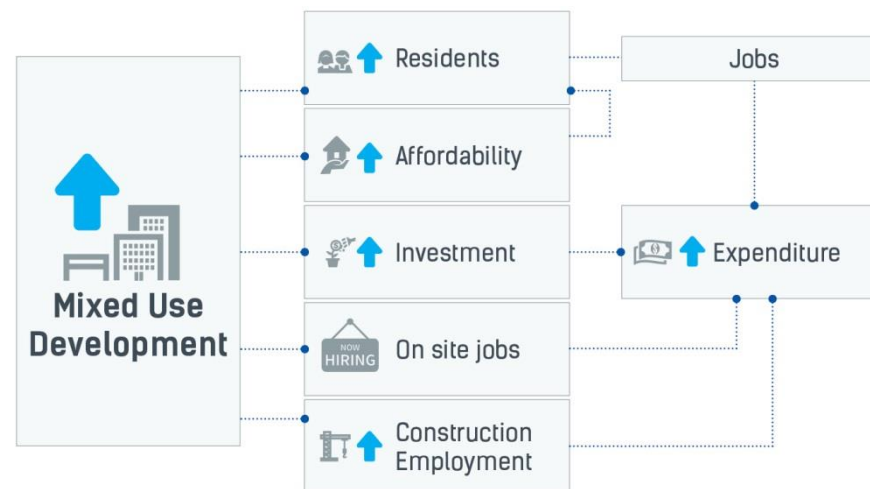 Mixed Use
Development
Residents
Affordability
Investment
NOW
HIRING
On site jobs
Construction
Employment
Jobs
Expenditure